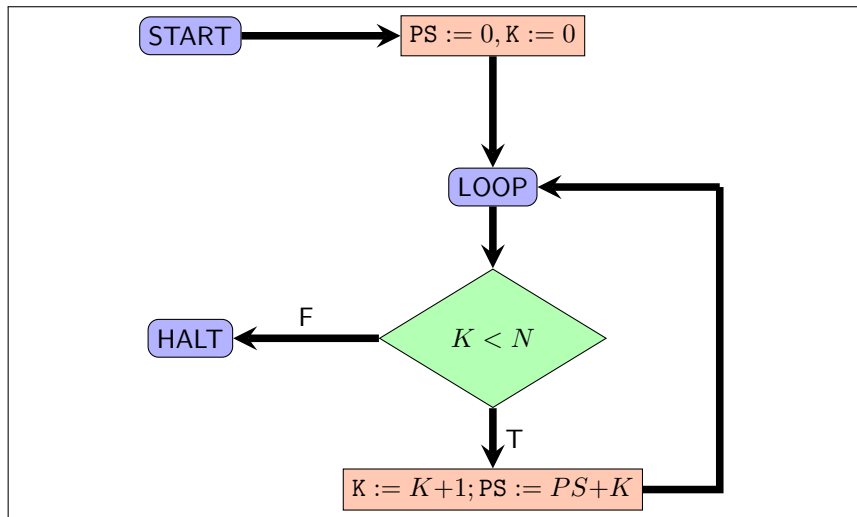 START
PS := 0, K := 0
LOOP
K < N
F
HALT
T
K := K+1; PS := PS+K